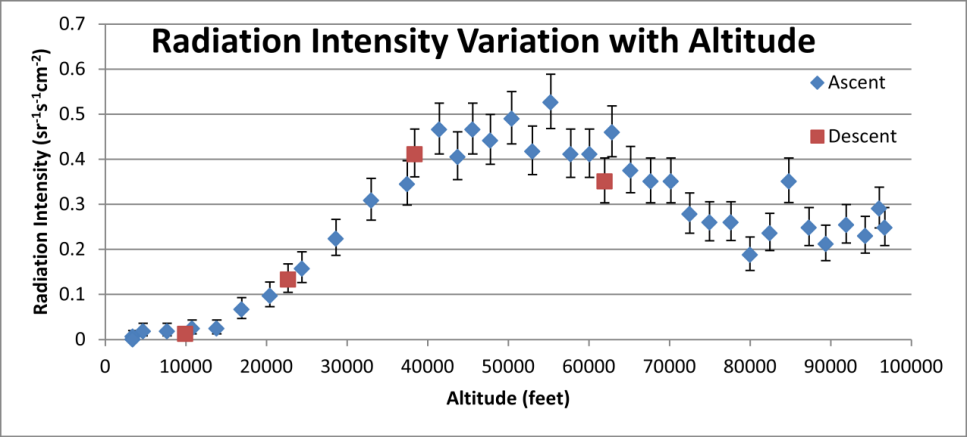 Radiation Intensity Variation with Altitude
Radiation Intensity (sr⁻¹s⁻¹cm⁻²)
0.7
0.6
0.5
0.4
0.3
0.2
0.1
0
Ascent
Descent
0 10000 20000 30000 40000 50000 60000 70000 80000 90000 100000
Altitude (feet)